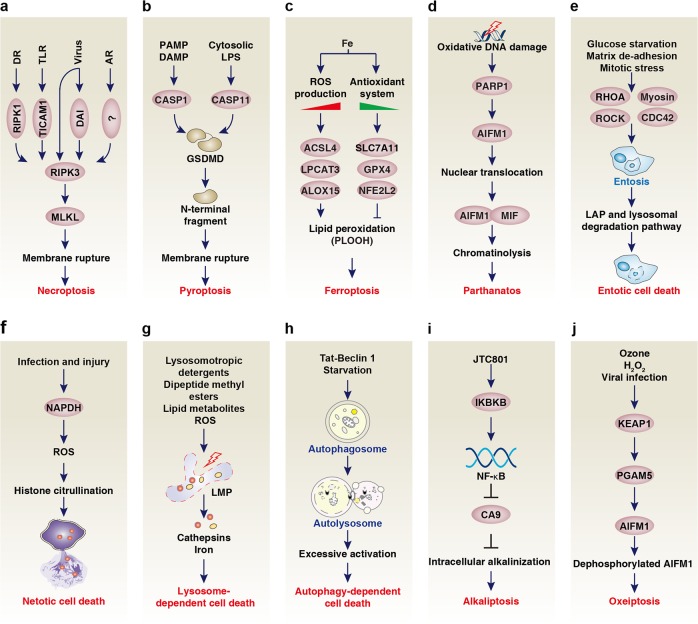 a
DR
TLR
Virus
AR
RIPK1
TICAM1
DAI
?
RIPK3
MLKL
Membrane rupture
Necroptosis
b
PAMP
DAMP
Cytosolic
LPS
CASP1
CASP11
GSDMD
N-terminal
fragment
Membrane rupture
Pyroptosis
c
Fe
ROS
production
Antioxidant
system
ACSL4
SLC7A11
LPCAT3
GPX4
ALOX15
NFE2L2
Lipid peroxidation
(PLOOH)
Ferroptosis
d
Oxidative DNA damage
PARP1
AIFM1
Nuclear translocation
AIFM1
MIF
Chromatinolysis
Parthanatos
e
Glucose starvation
Matrix de-adhesion
Mitotic stress
RHOA
Myosin
ROCK
CDC42
Entosis
LAP and lysosomal
degradation pathway
Entotic cell death
f
Infection and injury
NAPDH
ROS
Histone citrullination
Netotic cell death
g
Lysosomotropic
detergents
Dipeptide methyl
esters
Lipid metabolites
ROS
LMP
Cathepsins
Iron
Lysosome-
dependent cell death
h
Tat-Beclin 1
Starvation
Autophagosome
Autolysosome
Excessive activation
Autophagy-dependent
cell death
i
JTC801
IKBKB
NF-κB
CA9
Intracellular alkalinization
Alkaliptosis
j
Ozone
H2O2
Viral infection
KEAP1
PGAM5
AIFM1
Dephosphorylated AIFM1
Oxeiptosis